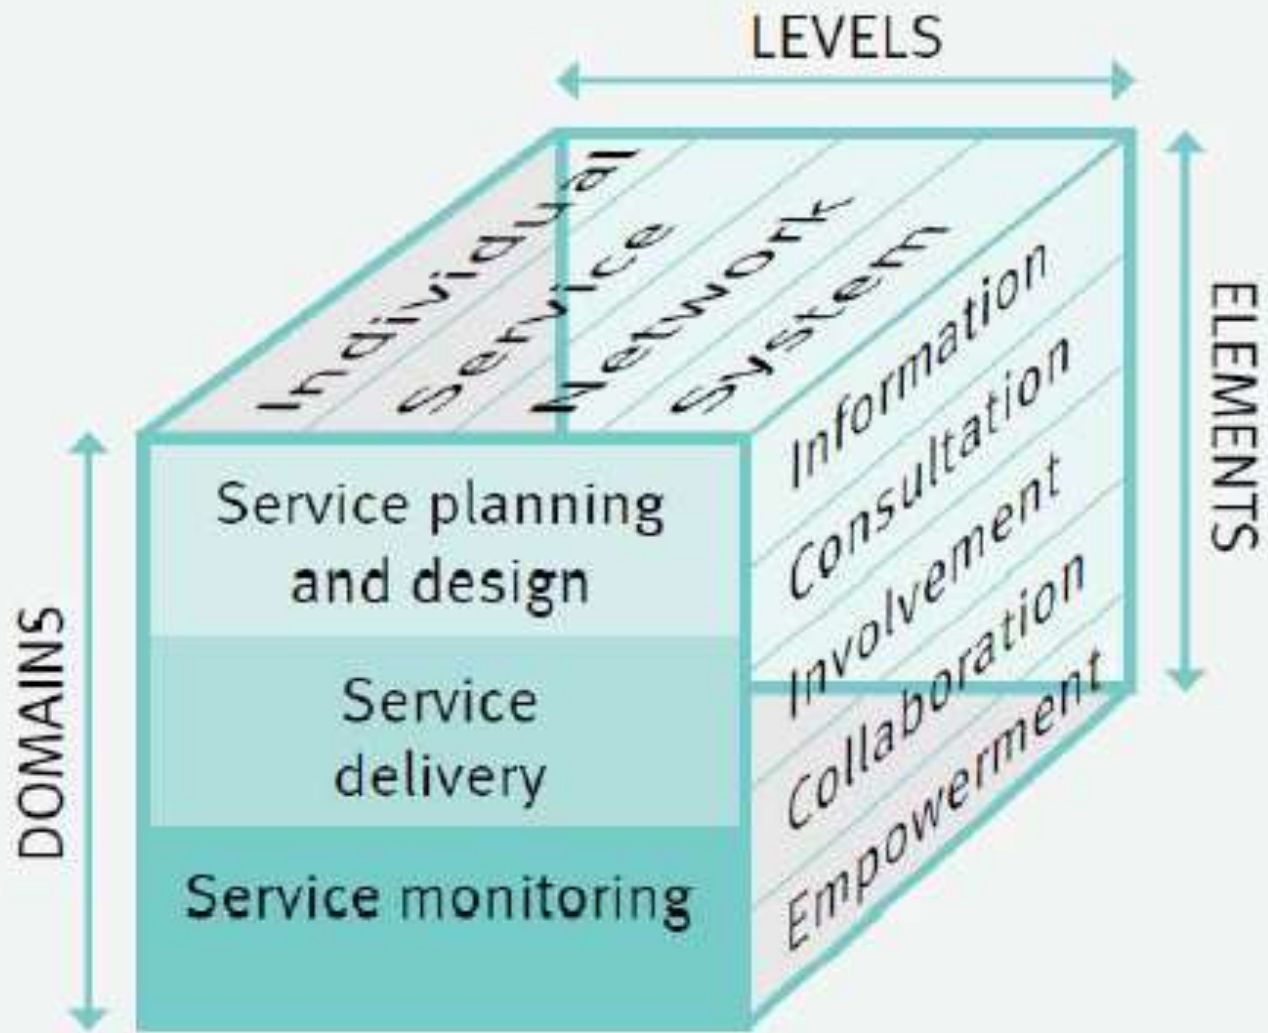 LEVELS
Individual
Service
Network
System
ELEMENTS
Information
Consultation
Involvement
Collaboration
Empowerment
DOMAINS
Service planning
and design
Service
delivery
Service monitoring